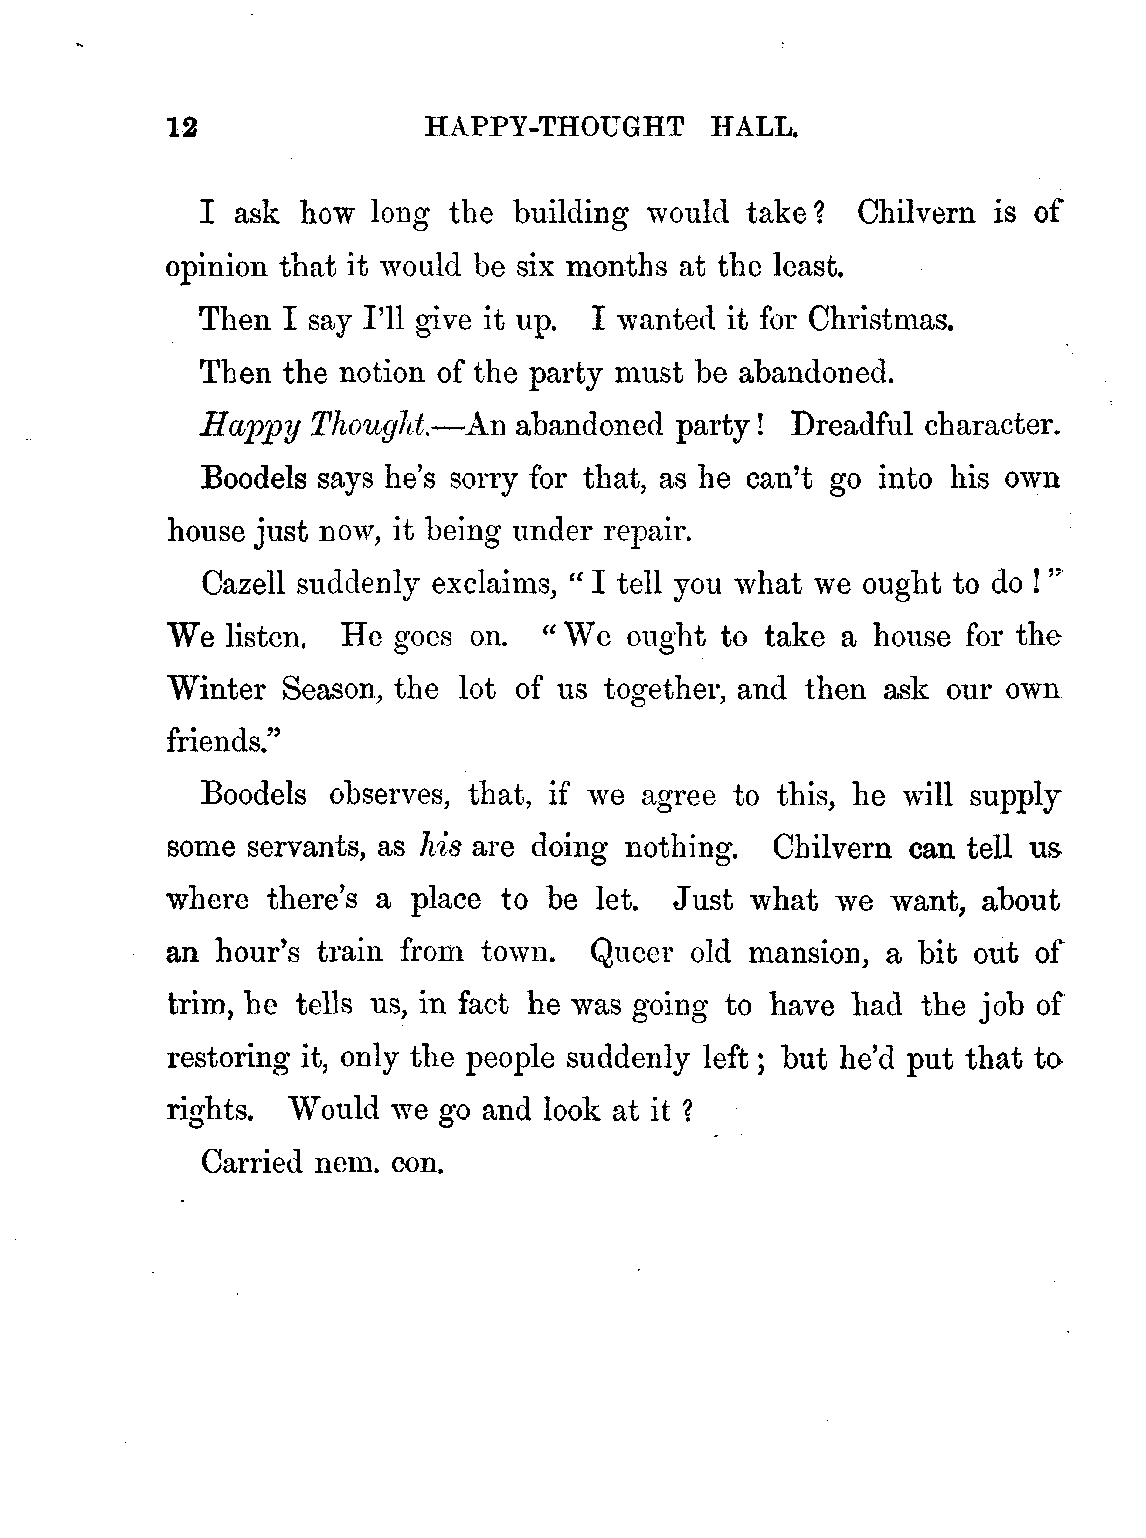 12 HAPPY-THOUGHT HALL.
I ask how long the building would take? Chilvern is of
opinion that it would be six months at the least.
Then I say I'll give it up. I wanted it for Christmas.
Then the notion of the party must be abandoned.
Happy Thought.—An abandoned party! Dreadful character.
Boodels says he's sorry for that, as he can't go into his own
house just now, it being under repair.
Cazell suddenly exclaims, "I tell you what we ought to do!"
We listen. He goes on. "We ought to take a house for the
Winter Season, the lot of us together, and then ask our own
friends."
Boodels observes, that, if we agree to this, he will supply
some servants, as his are doing nothing. Chilvern can tell us
where there's a place to be let. Just what we want, about
an hour's train from town. Queer old mansion, a bit out of
trim, he tells us, in fact he was going to have had the job of
restoring it, only the people suddenly left; but he'd put that to
rights. Would we go and look at it?
Carried nem. con.